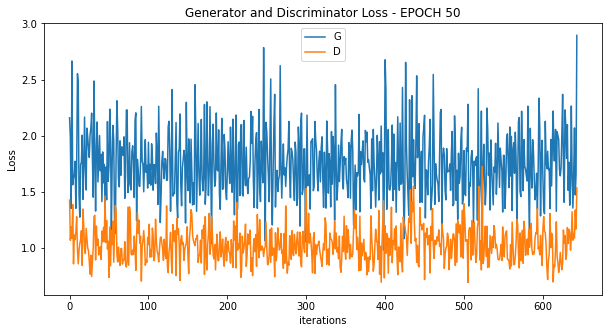 Generator and Discriminator Loss - EPOCH 50
G
D
3.0
2.5
2.0
1.5
1.0
Loss
0 100 200 300 400 500 600
iterations